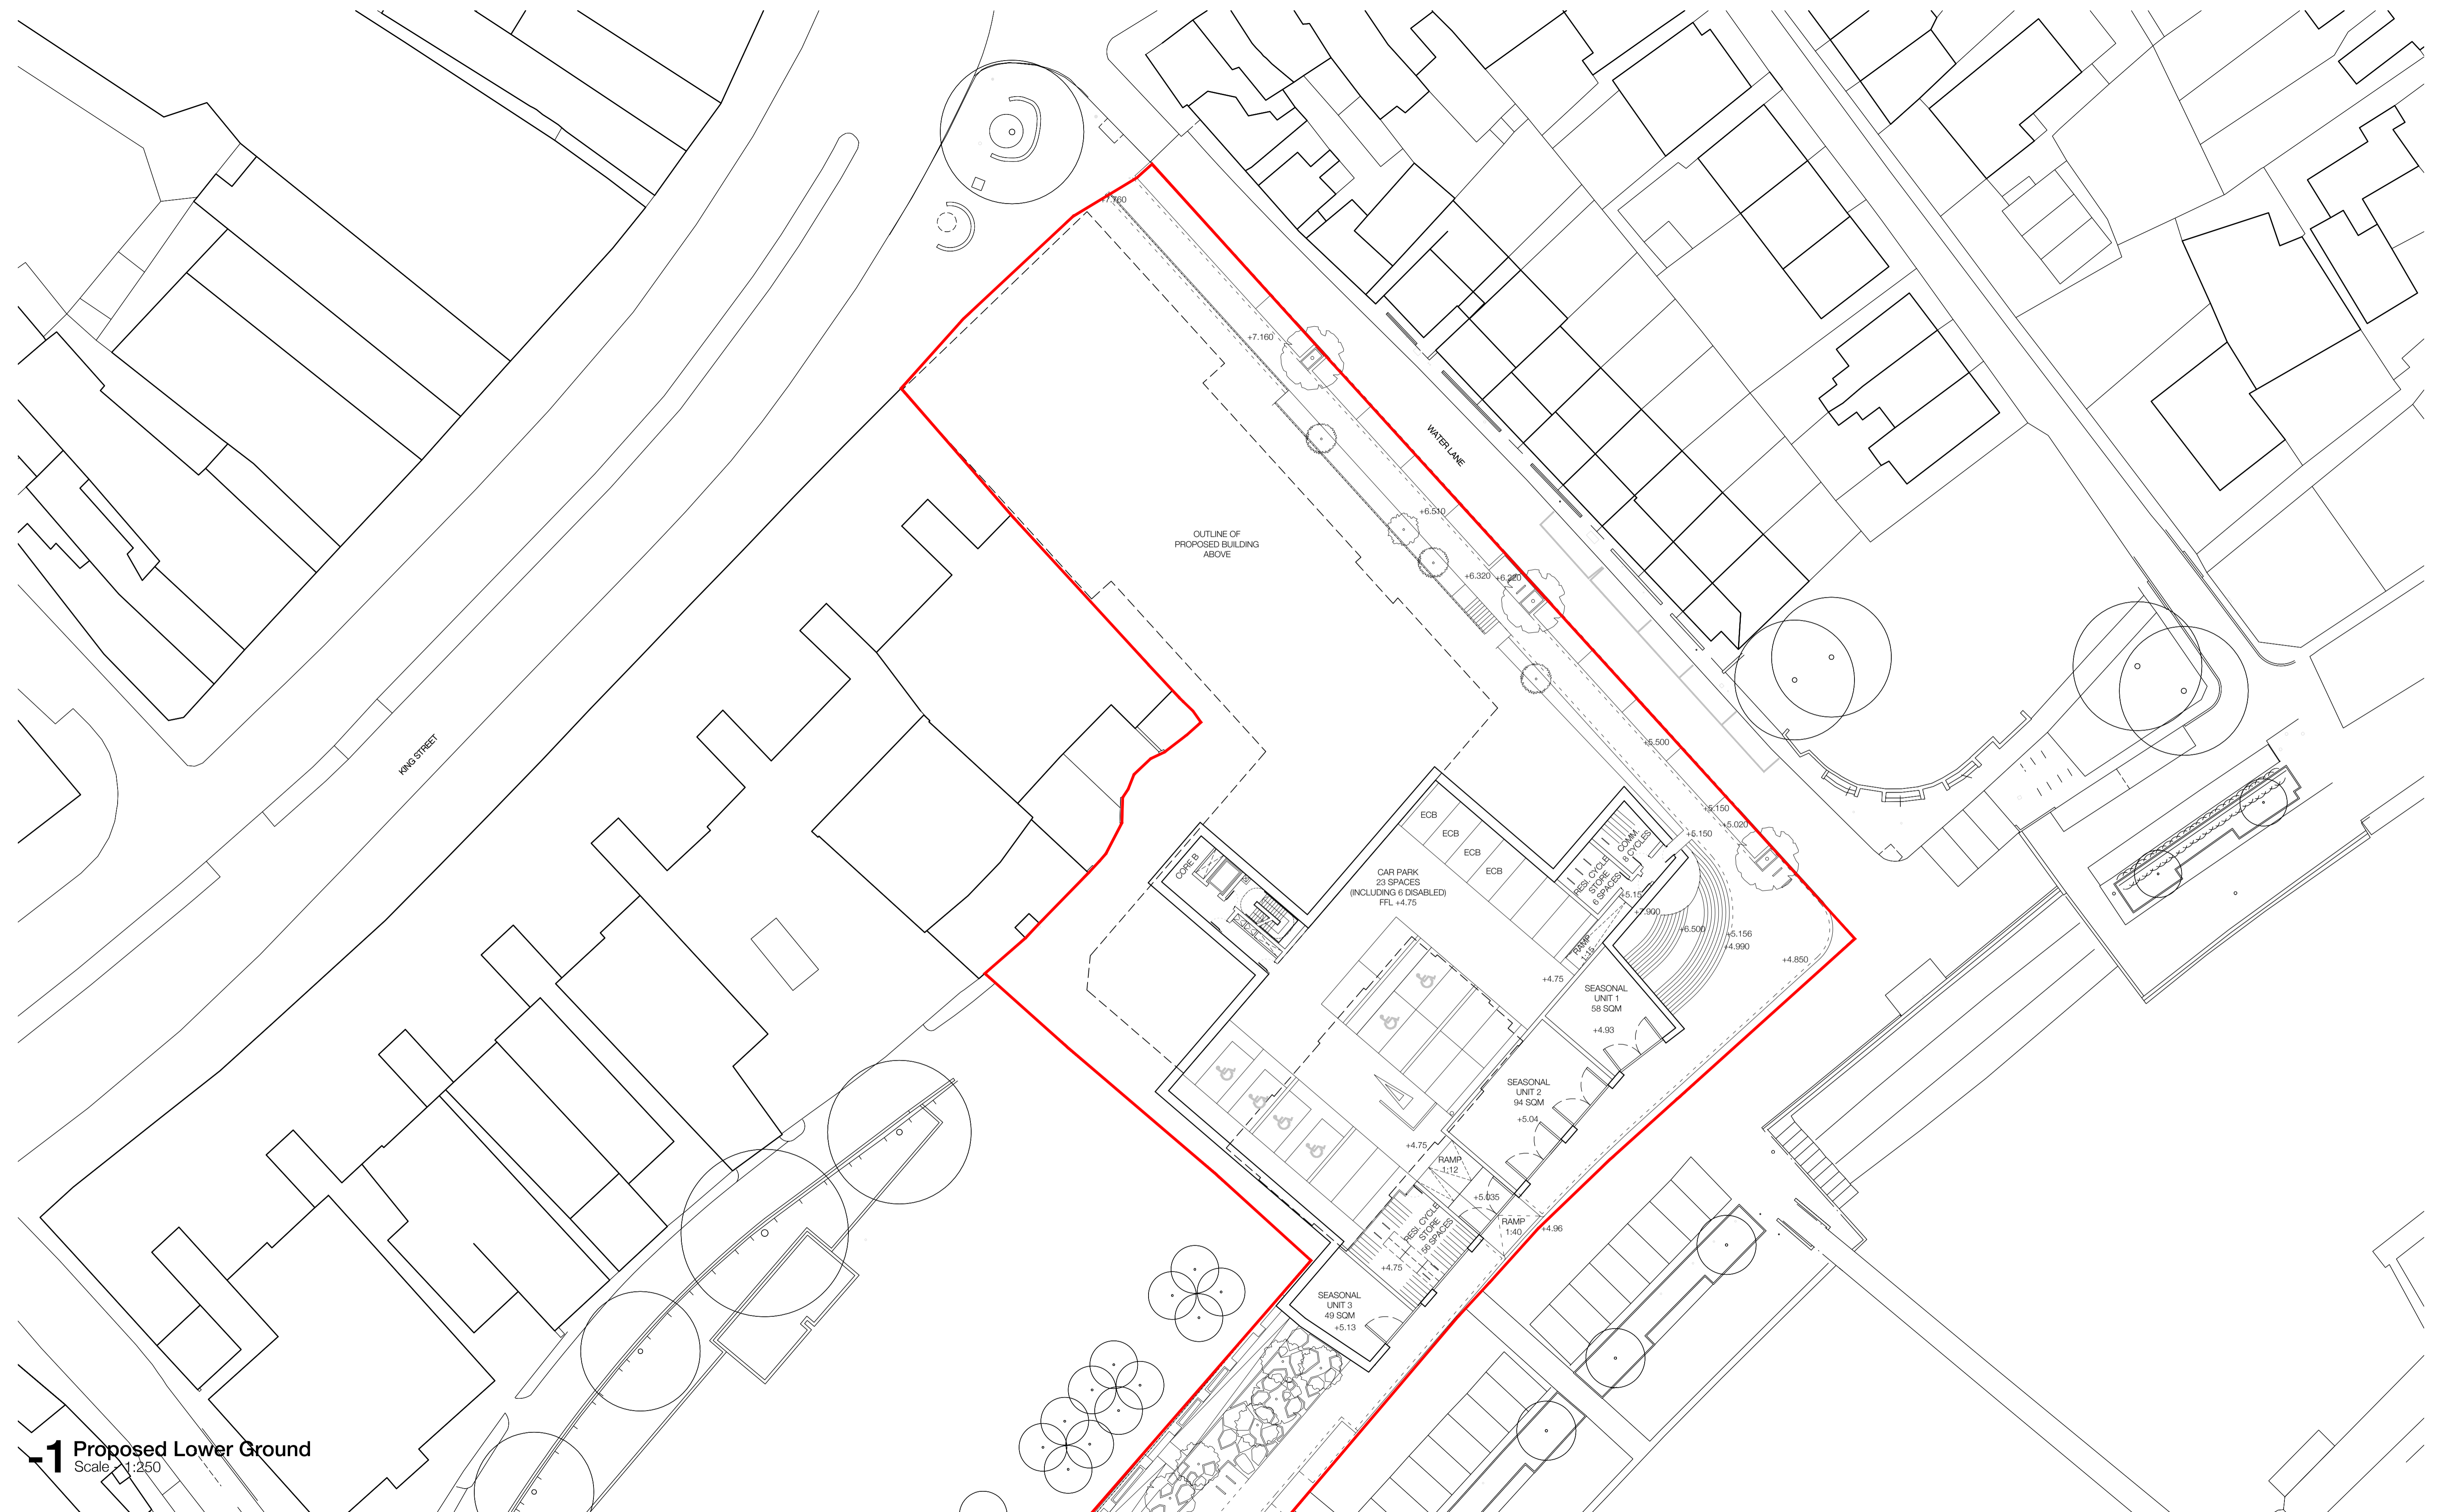 +7.760
+7.160
WATER LANE
+6.510
OUTLINE OF
PROPOSED BUILDING
ABOVE
+6.320
+6.220
KING STREET
+5.500
+5.150
+5.020
+5.150
ECB
ECB
ECB
ECB
CORE B
CAR PARK
23 SPACES
(INCLUDING 6 DISABLED)
FFL +4.75
RESI. CYCLE
STORE
6 SPACES
COMM.
8 CYCLES
+5.15
+7.900
+6.500
+5.156
+4.990
+4.850
RAMP
1:15
+4.75
SEASONAL
UNIT 1
58 SQM
+4.93
SEASONAL
UNIT 2
94 SQM
+5.04
+4.75
RAMP
1:12
+5.035
RAMP
1:40
+4.96
RESI. CYCLE
STORE
56 SPACES
+4.75
SEASONAL
UNIT 3
49 SQM
+5.13
-1 Proposed Lower Ground
Scale - 1:250